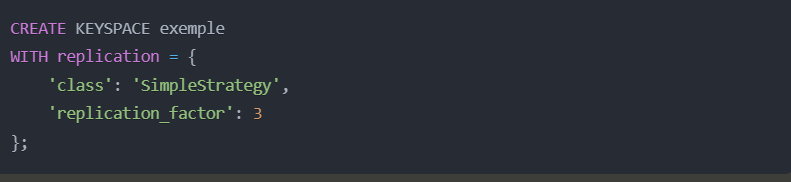 CREATE KEYSPACE exemple
WITH replication = {
    'class': 'SimpleStrategy',
    'replication_factor': 3
};